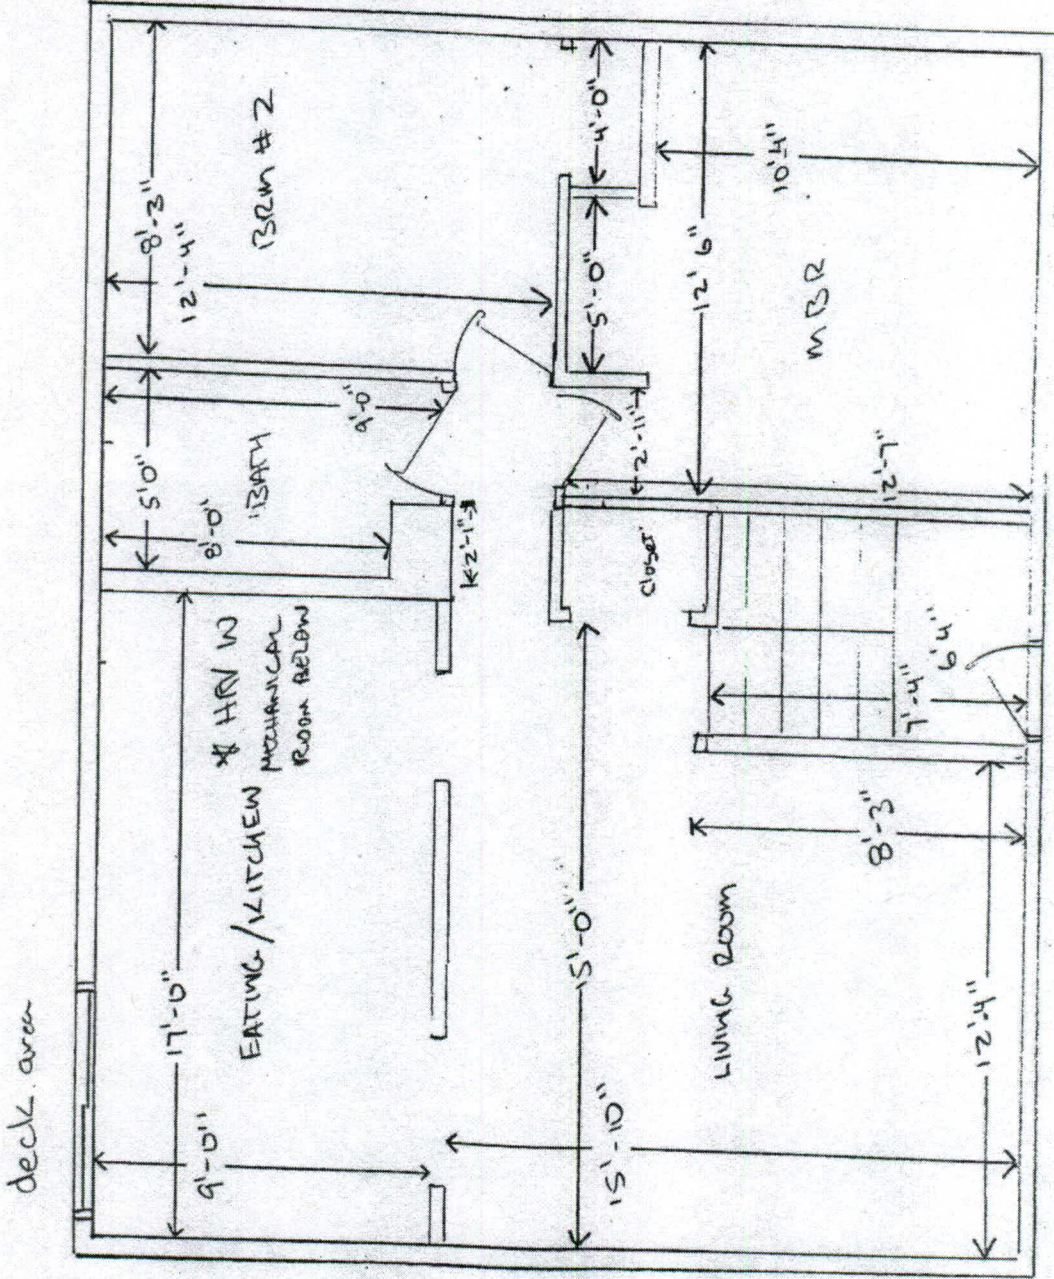 deck area
17'-0"
9'-0"
EATING/KITCHEN
* HRV IN
MECHANICAL
ROOM BELOW
5'0"
8'-0"
BATH
9'-0"
8'-3"
12'-4"
BRM #2
2'-1"
15'-0"
15'-10"
LIVING ROOM
8'-3"
12'-4"
CLOSET
7'-4"
6'4"
2'-11"
5'-0"
4'-0"
12'6"
10'4"
MBR
12'-7"